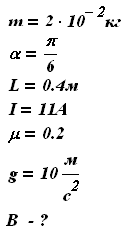 m = 2 · 10⁻² кг
α = π/6
L = 0.4м
I = 11А
μ = 0.2
g = 10 м/с²
В - ?